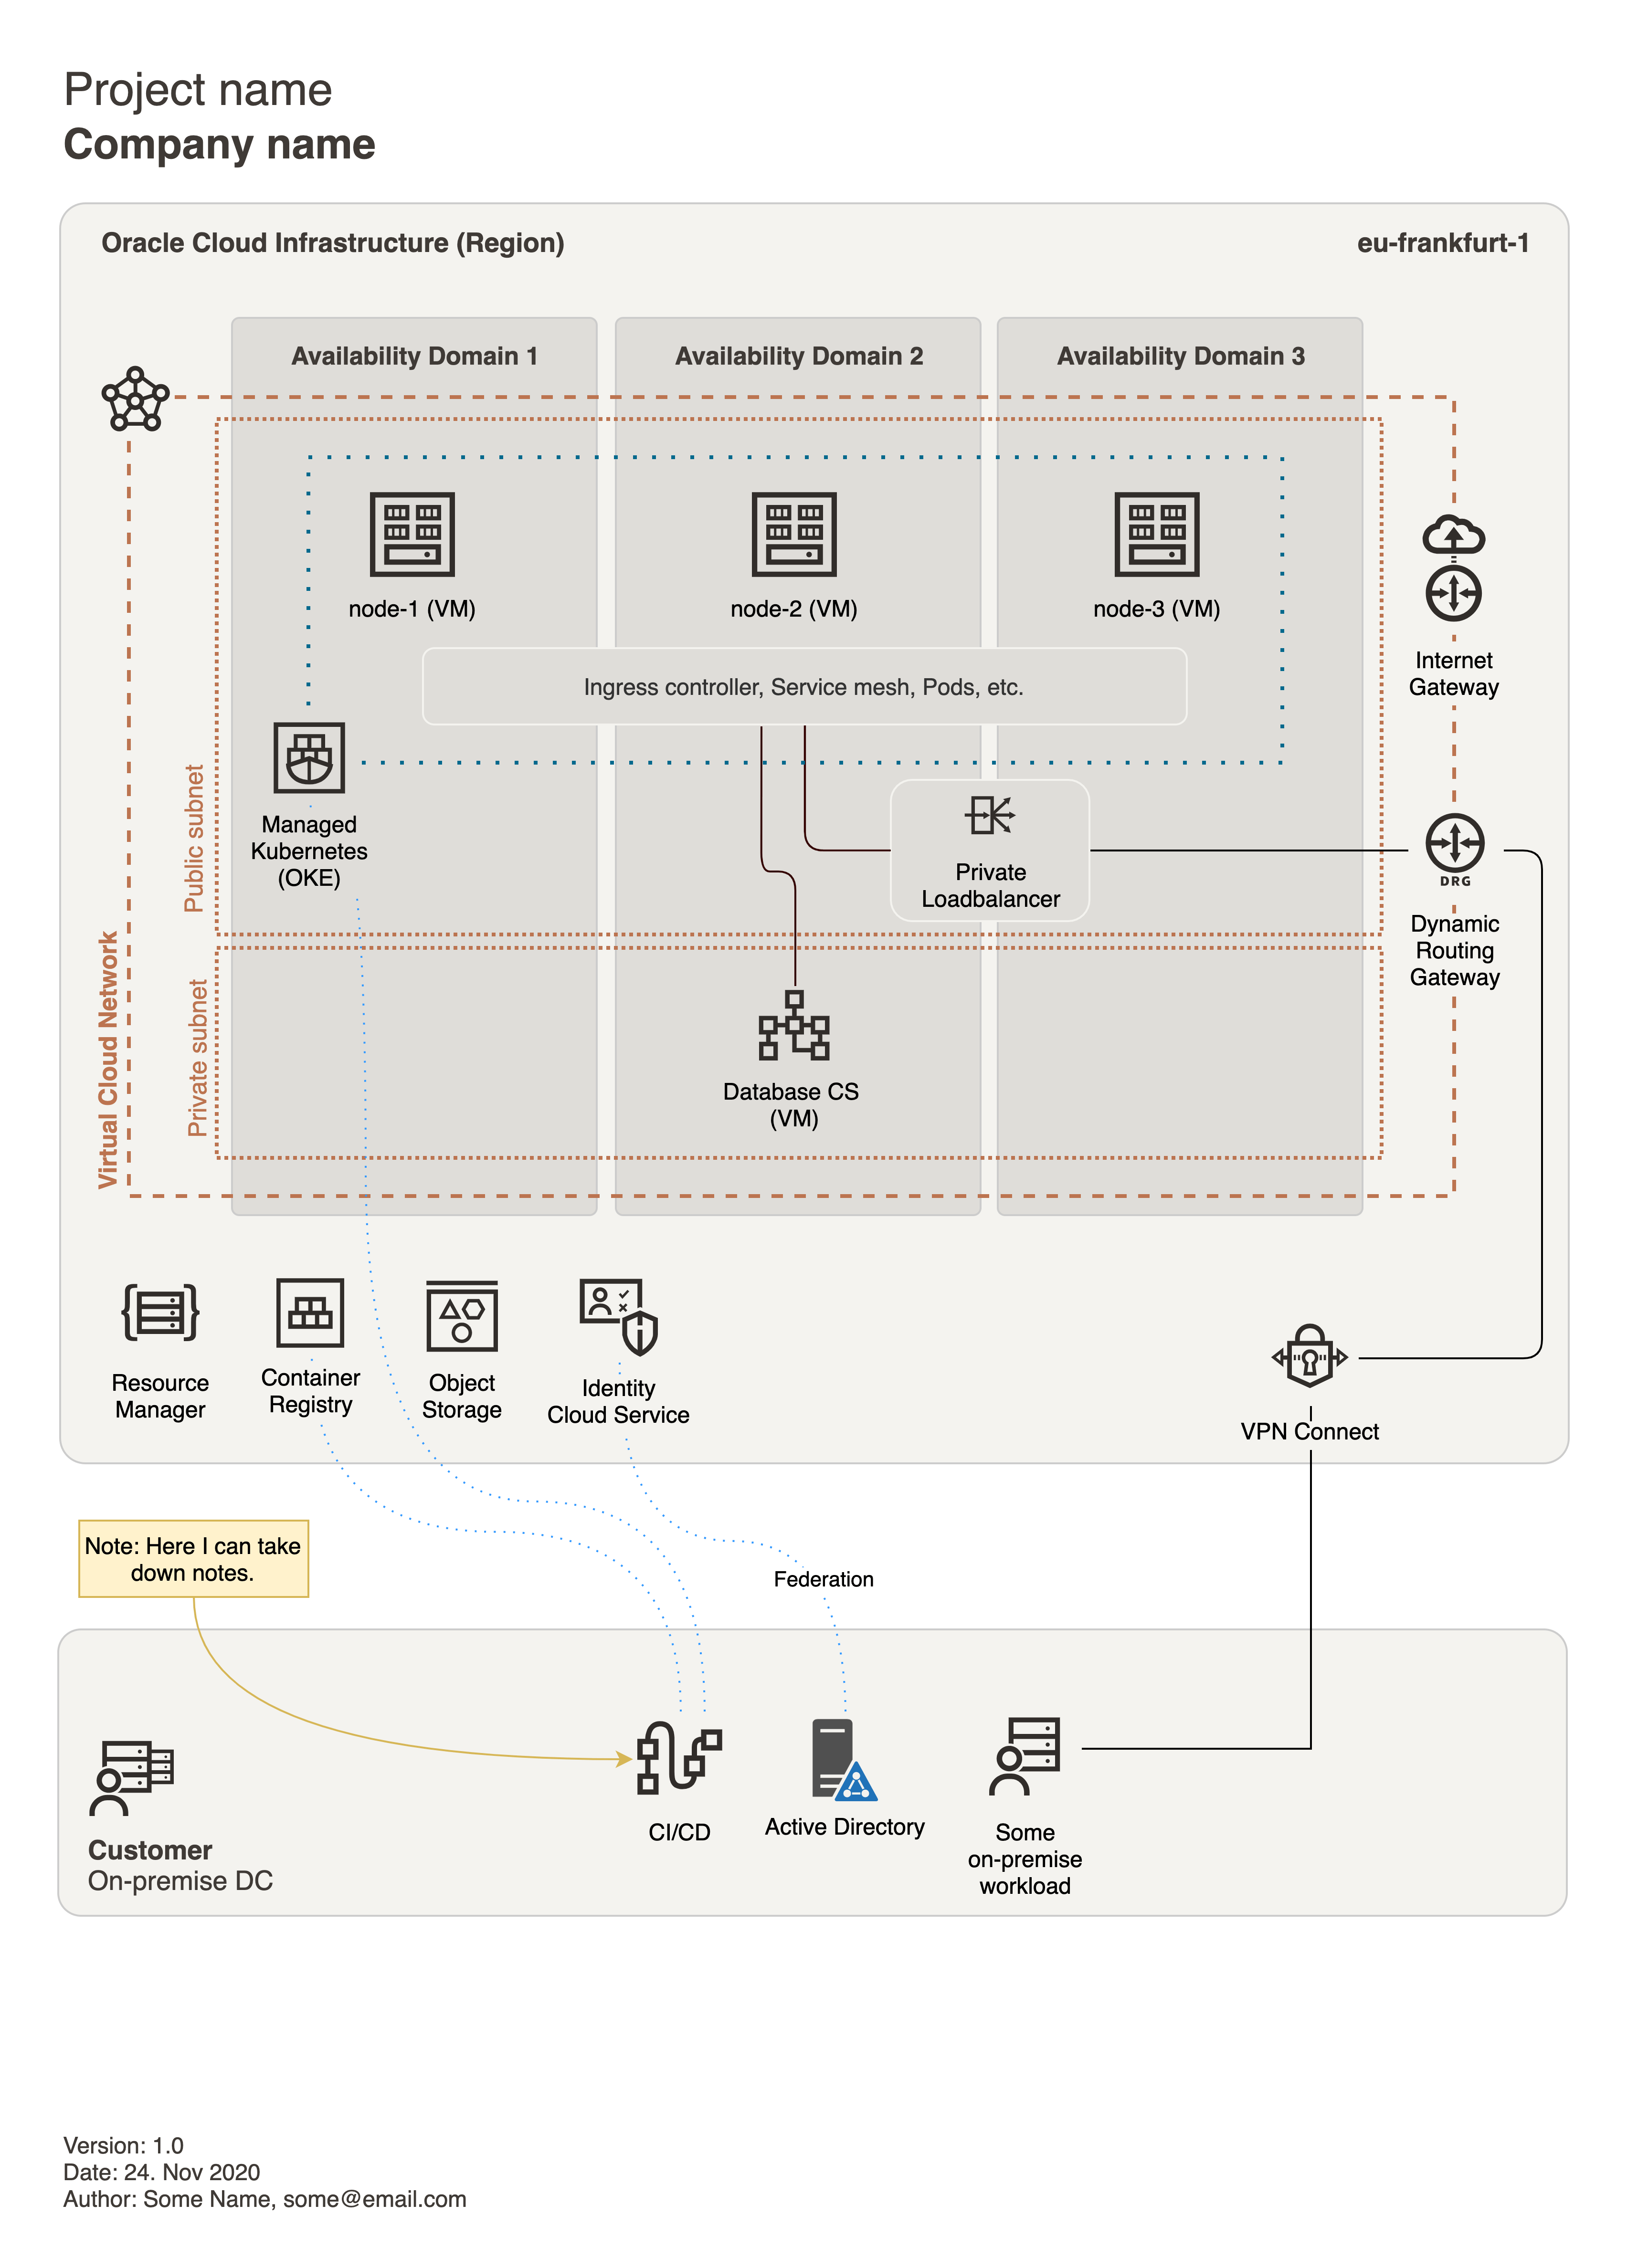 Project name
Company name
Oracle Cloud Infrastructure (Region)
eu-frankfurt-1
Availability Domain 1
Availability Domain 2
Availability Domain 3
node-1 (VM)
node-2 (VM)
node-3 (VM)
Internet
Gateway
Ingress controller, Service mesh, Pods, etc.
Managed
Kubernetes
(OKE)
Public subnet
Private
Loadbalancer
DRG
Dynamic
Routing
Gateway
Virtual Cloud Network
Private subnet
Database CS
(VM)
Resource
Manager
Container
Registry
Object
Storage
Identity
Cloud Service
VPN Connect
Note: Here I can take
down notes.
Federation
Customer
On-premise DC
CI/CD
Active Directory
Some
on-premise
workload
Version: 1.0
Date: 24. Nov 2020
Author: Some Name, some@email.com